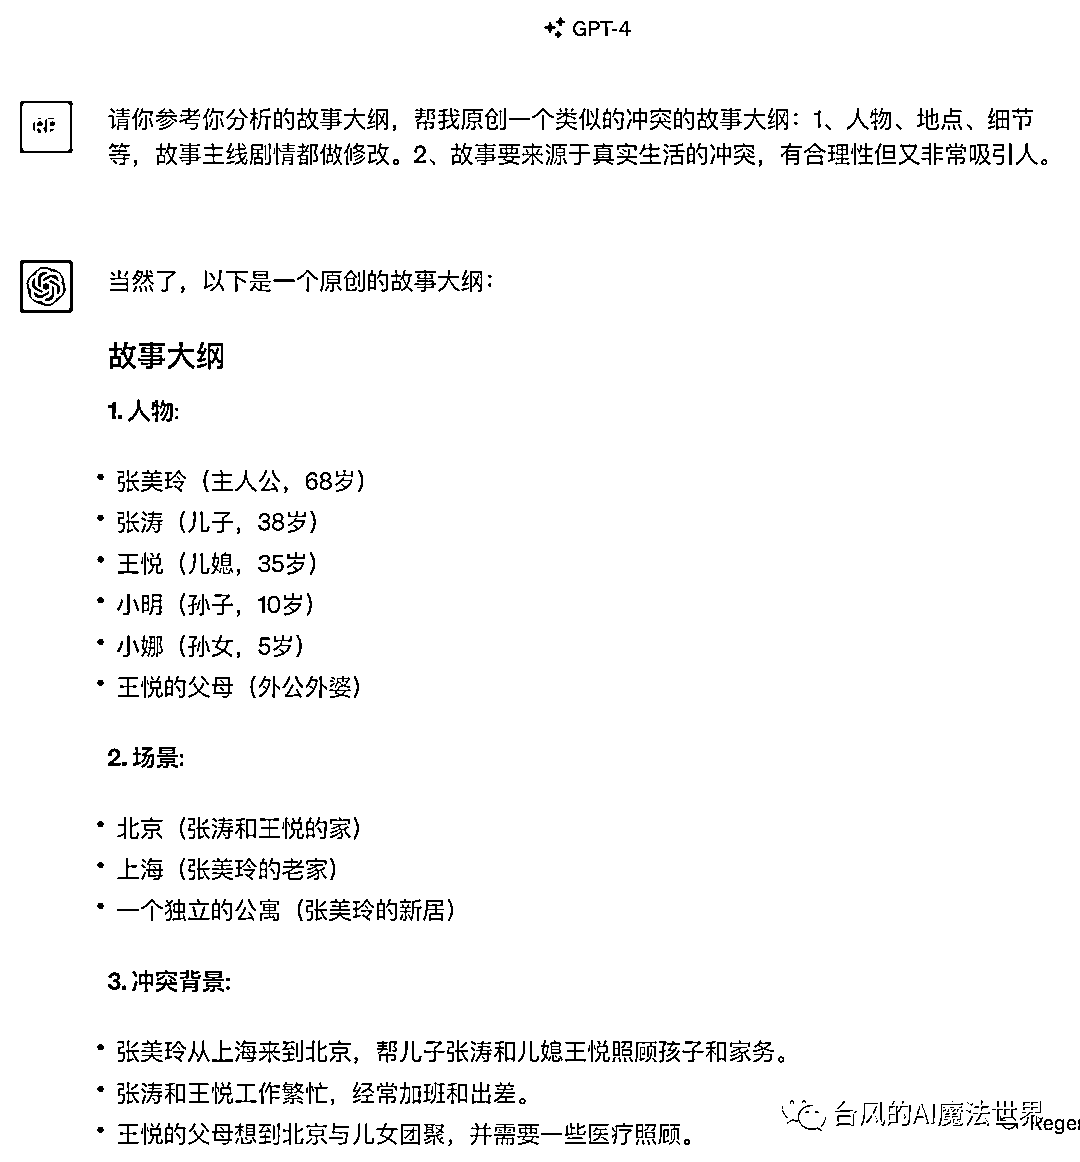 GPT-4
请你参考你分析的故事大纲，帮我原创一个类似的冲突的故事大纲：1、人物、地点、细节
等，故事主线剧情都做修改。2、故事要来源于真实生活的冲突，有合理性但又非常吸引人。
当然了，以下是一个原创的故事大纲：
故事大纲
1. 人物:
• 张美玲（主人公，68岁）
• 张涛（儿子，38岁）
• 王悦（儿媳，35岁）
• 小明（孙子，10岁）
• 小娜（孙女，5岁）
• 王悦的父母（外公外婆）
2. 场景:
• 北京（张涛和王悦的家）
• 上海（张美玲的老家）
• 一个独立的公寓（张美玲的新居）
3. 冲突背景:
• 张美玲从上海来到北京，帮儿子张涛和儿媳王悦照顾孩子和家务。
• 张涛和王悦工作繁忙，经常加班和出差。
• 王悦的父母想到北京与儿女团聚，并需要一些医疗照顾。
台风的AI魔法世界
Reger